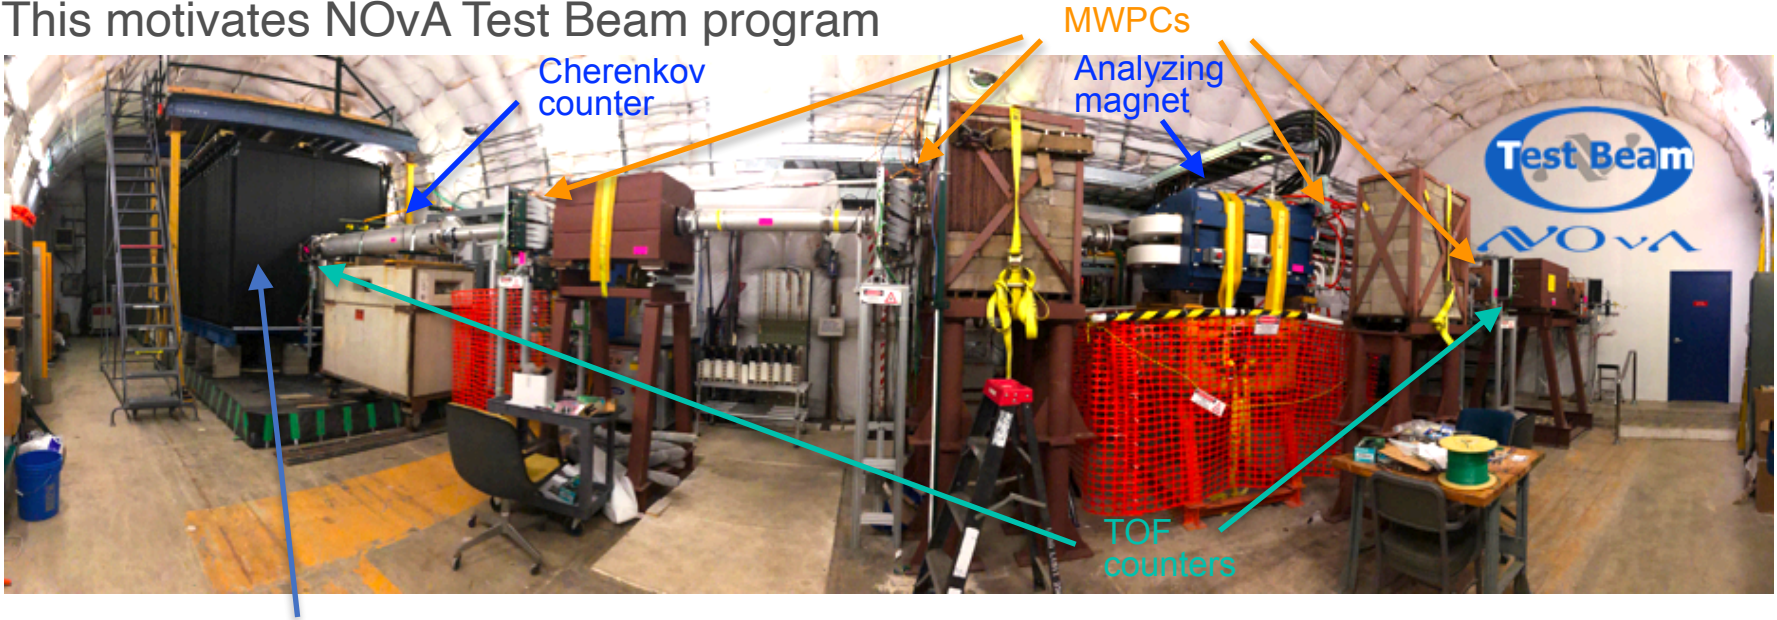 This motivates NOvA Test Beam program
MWPCs
Cherenkov
counter
Analyzing
magnet
Test Beam
NOvA
TOF
counters